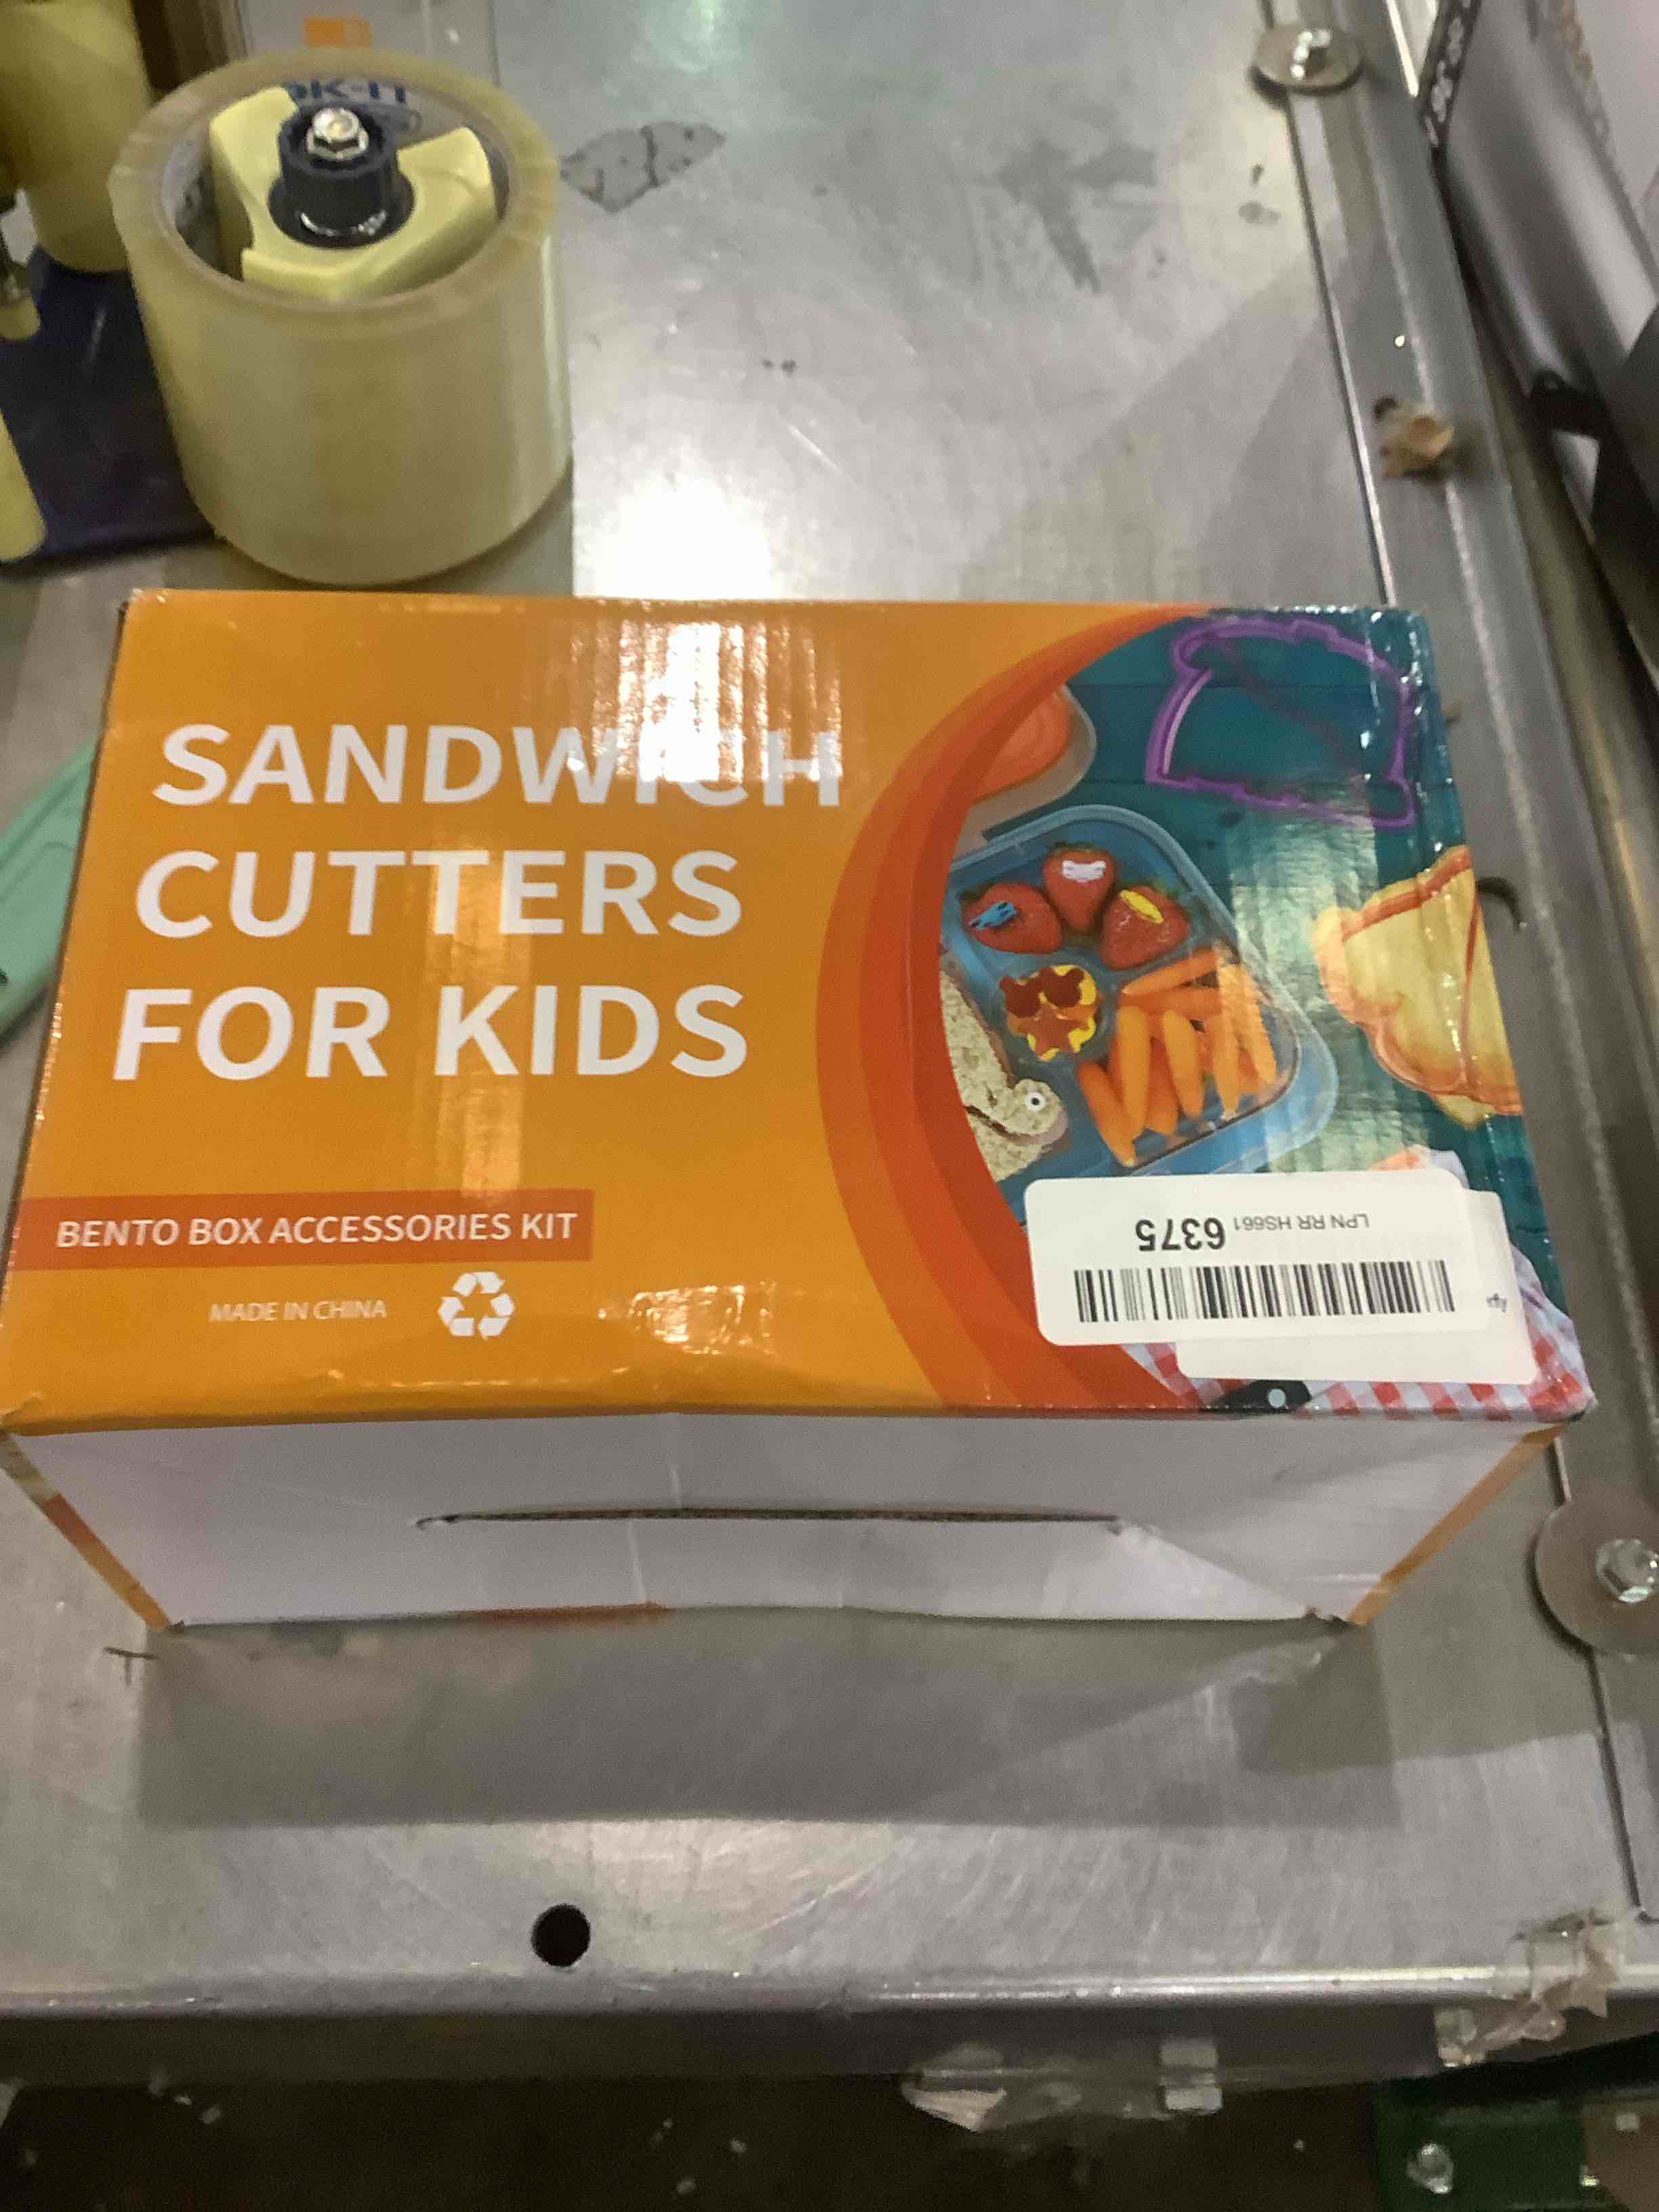 SANDWICH
CUTTERS
FOR KIDS
BENTO BOX ACCESSORIES KIT
MADE IN CHINA
LPN RR HS661 6375